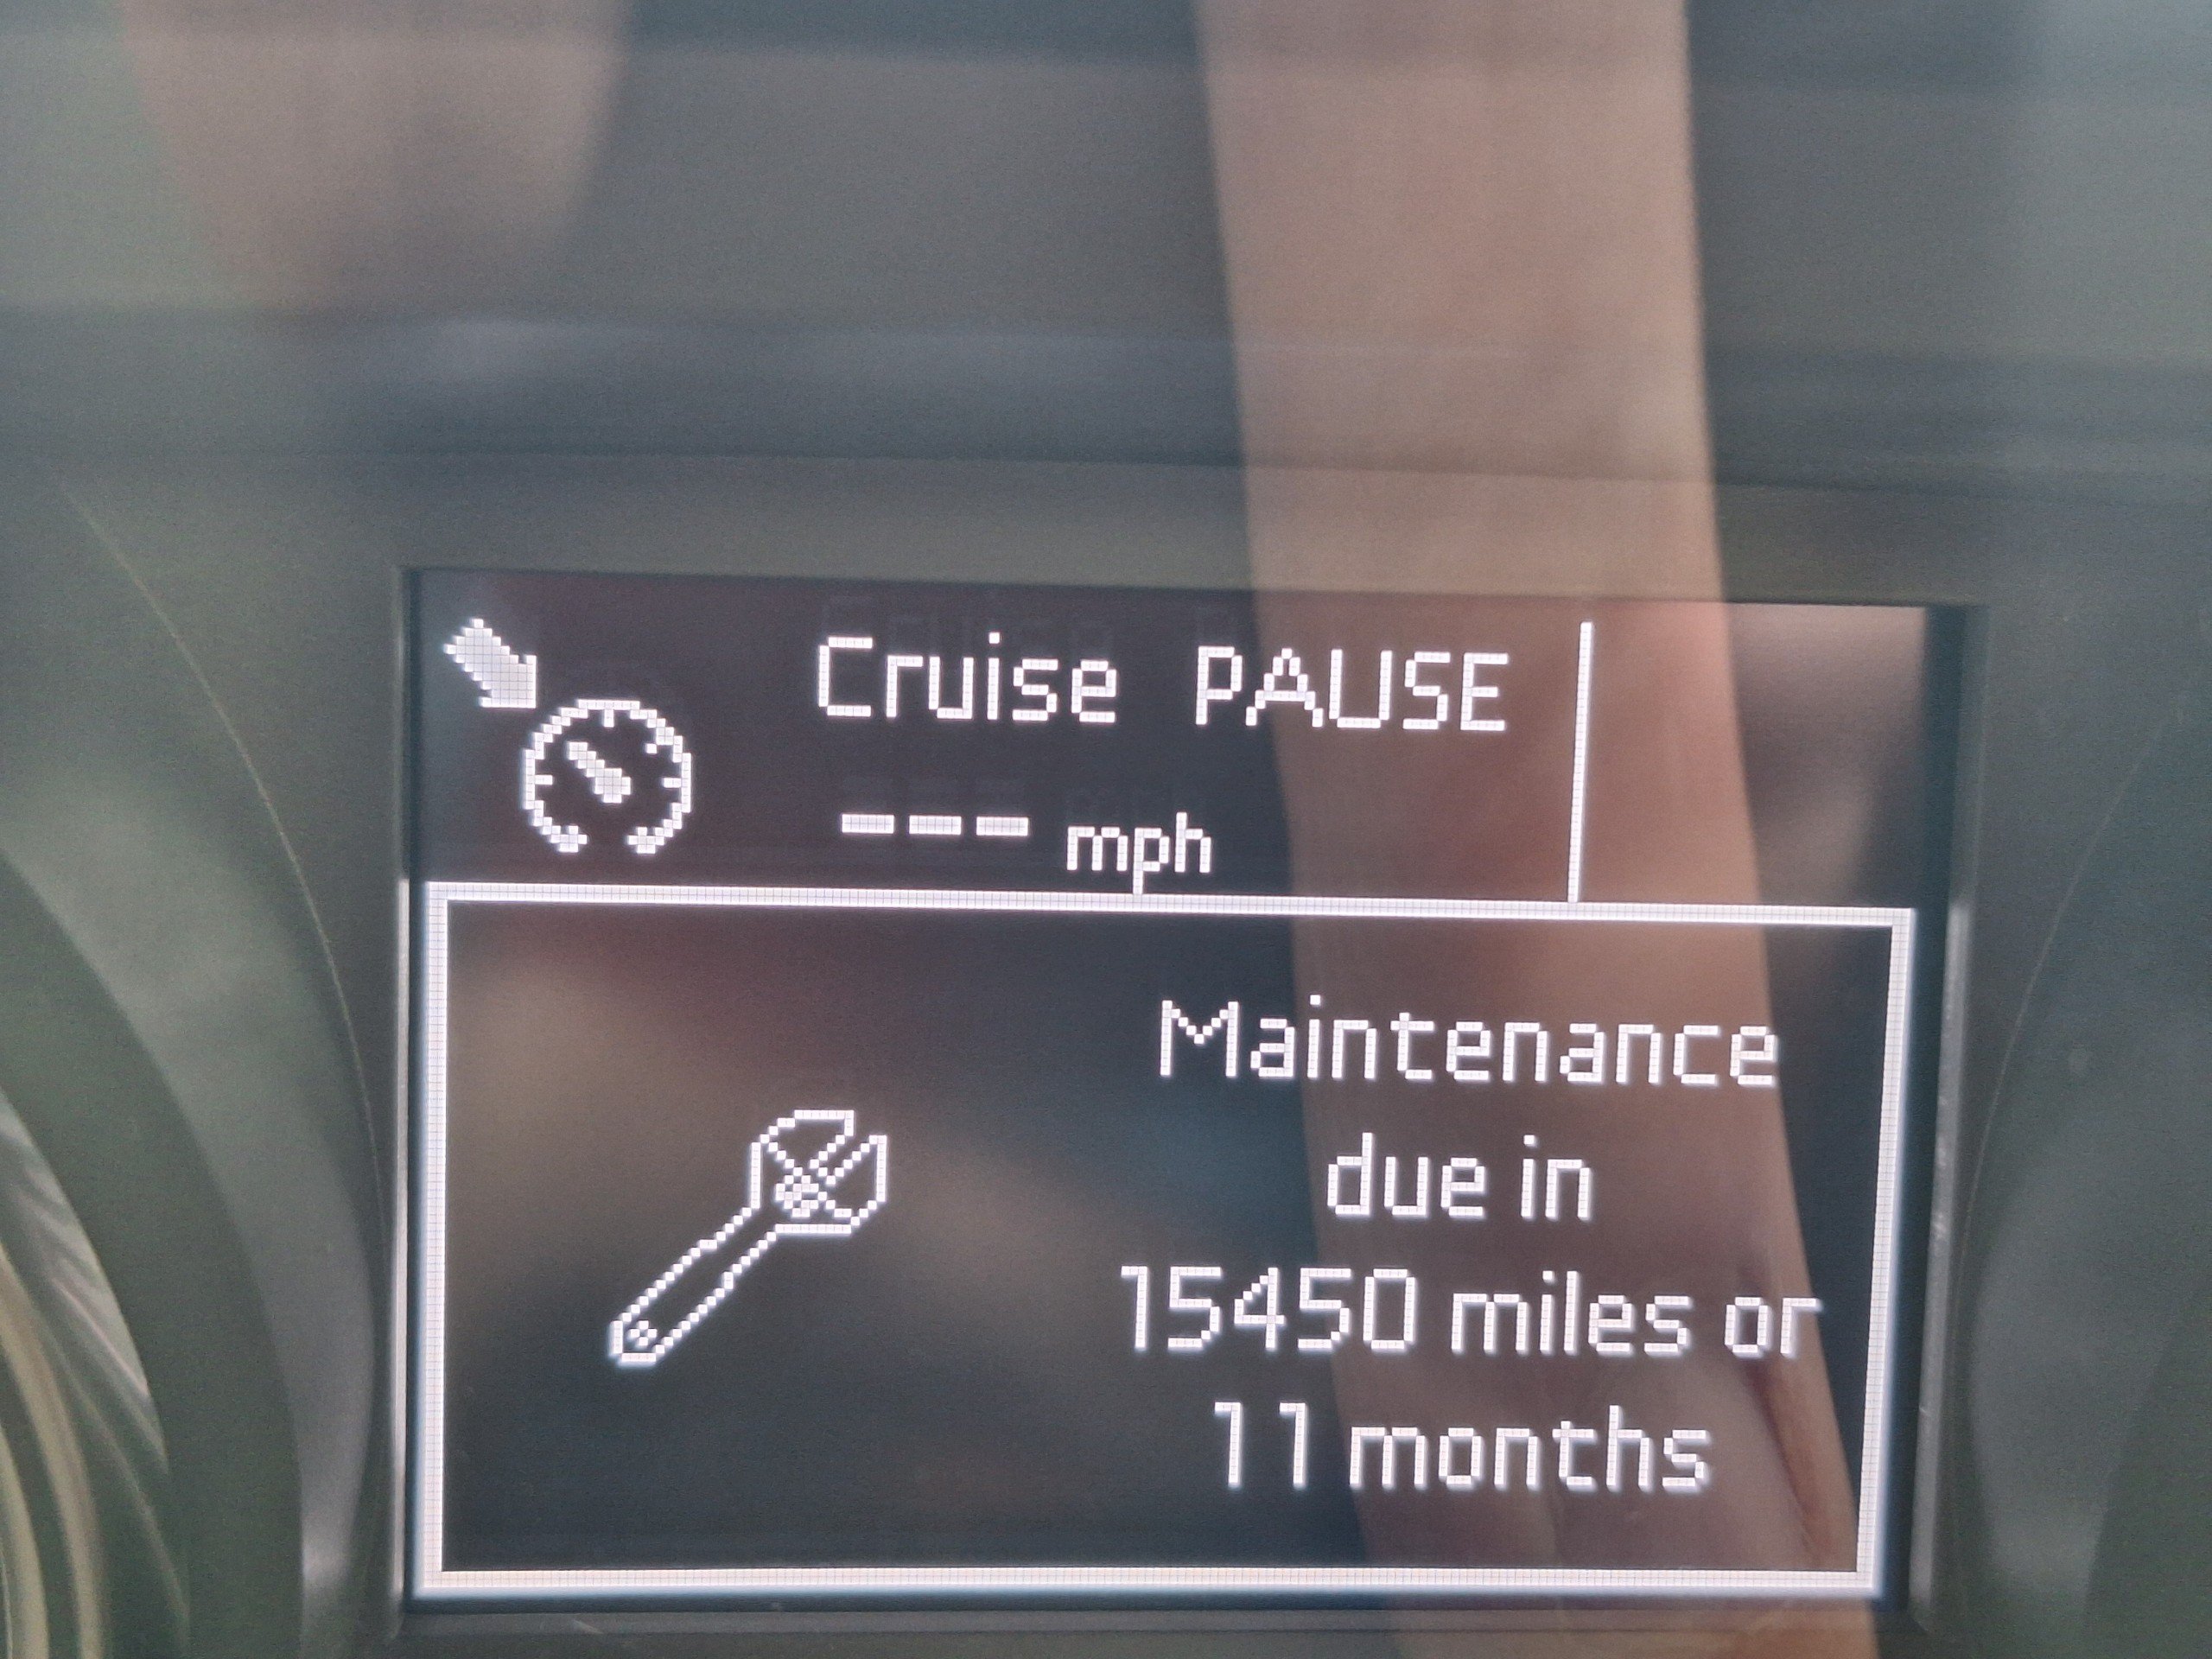 Cruise PAUSE
--- mph
Maintenance
due in
15450 miles or
11 months